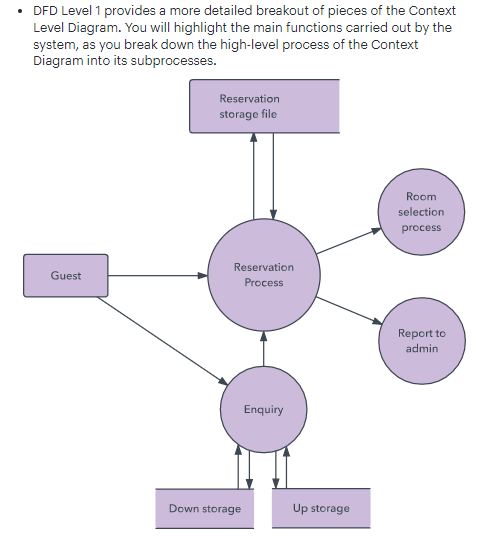 • DFD Level 1 provides a more detailed breakout of pieces of the Context
Level Diagram. You will highlight the main functions carried out by the
system, as you break down the high-level process of the Context
Diagram into its subprocesses.
Reservation
storage file
Room
selection
process
Guest
Reservation
Process
Report to
admin
Enquiry
Down storage
Up storage